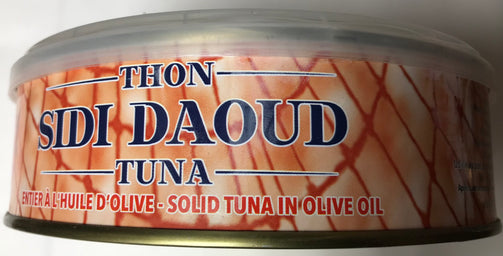 THON
SIDI DAOUD
TUNA
ENTIER À L'HUILE D'OLIVE - SOLID TUNA IN OLIVE OIL